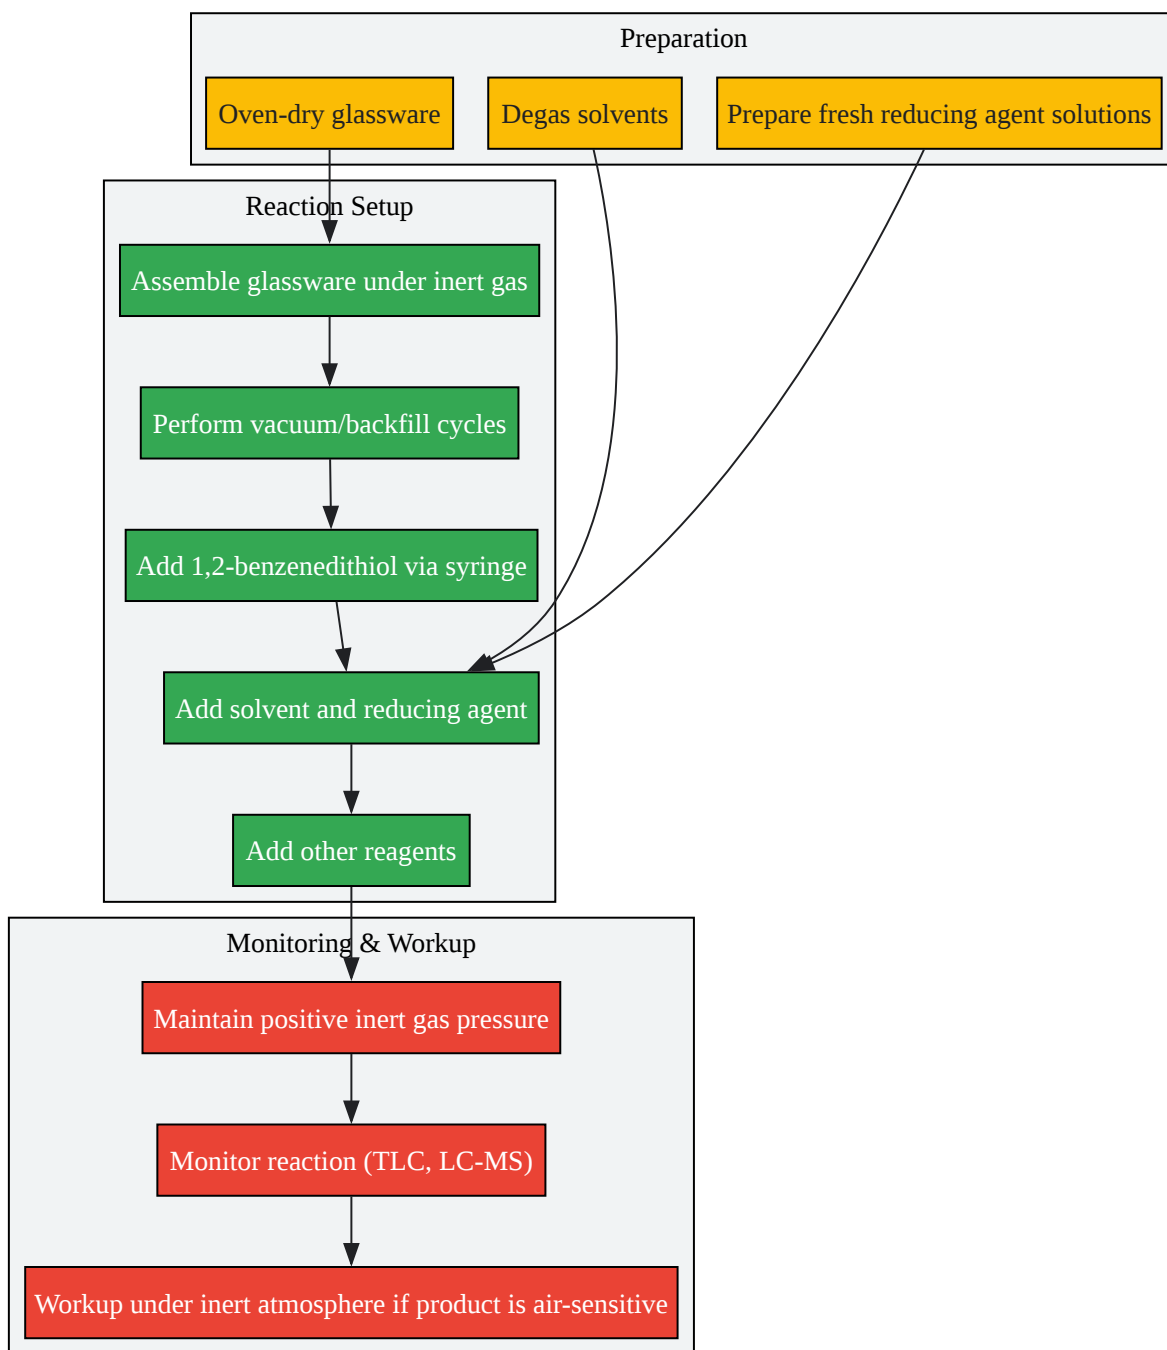 Preparation
Oven-dry glassware
Degas solvents
Prepare fresh reducing agent solutions
Reaction Setup
Assemble glassware under inert gas
Perform vacuum/backfill cycles
Add 1,2-benzenedithiol via syringe
Add solvent and reducing agent
Add other reagents
Monitoring & Workup
Maintain positive inert gas pressure
Monitor reaction (TLC, LC-MS)
Workup under inert atmosphere if product is air-sensitive